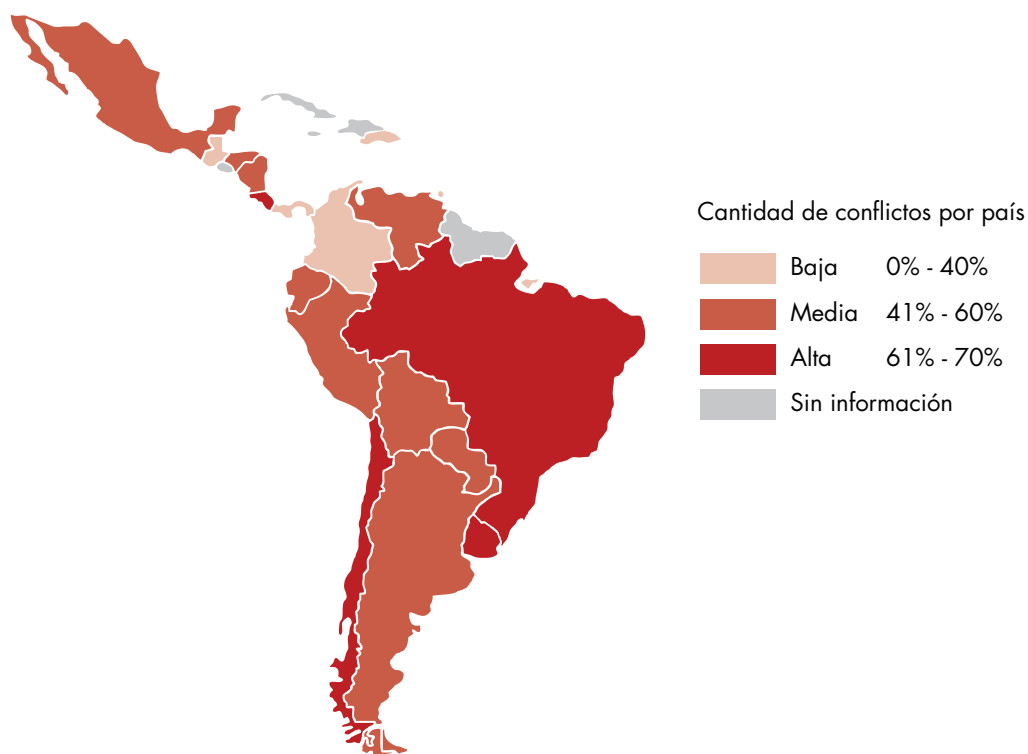 Cantidad de conflictos por país
Baja 0% - 40%
Media 41% - 60%
Alta 61% - 70%
Sin información